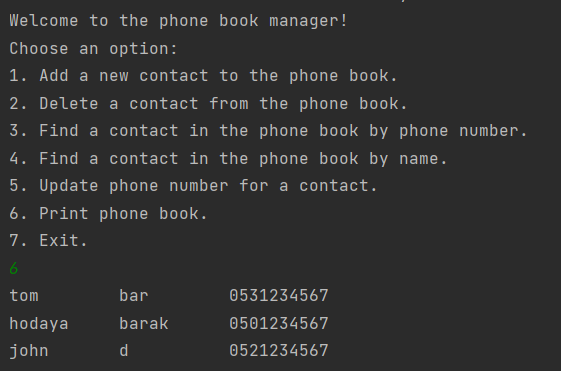 Welcome to the phone book manager!
Choose an option:
1. Add a new contact to the phone book.
2. Delete a contact from the phone book.
3. Find a contact in the phone book by phone number.
4. Find a contact in the phone book by name.
5. Update phone number for a contact.
6. Print phone book.
7. Exit.
6
tom        bar        0531234567
hodaya     barak      0501234567
john       d          0521234567